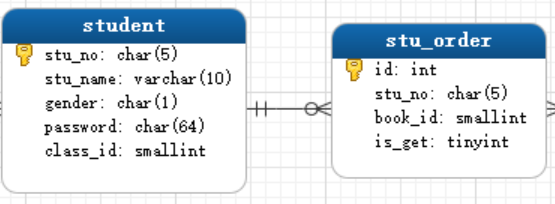 student
stu_no: char(5)
stu_name: varchar(10)
gender: char(1)
password: char(64)
class_id: smallint
stu_order
id: int
stu_no: char(5)
book_id: smallint
is_get: tinyint